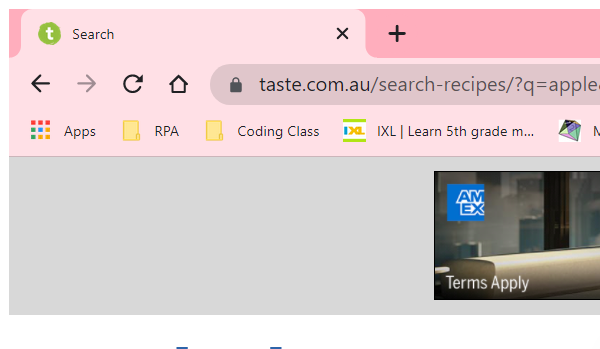 Search
taste.com.au/search-recipes/?q=apple
Apps
RPA
Coding Class
IXL | Learn 5th grade m...
AM
EX
Terms Apply